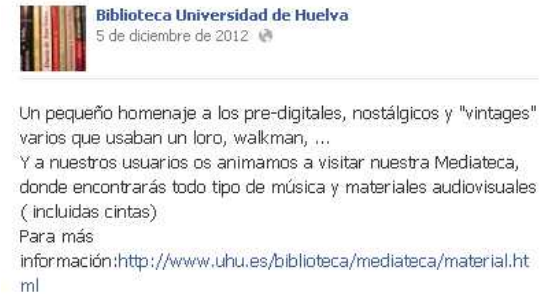 Biblioteca Universidad de Huelva
5 de diciembre de 2012
Un pequeño homenaje a los pre-digitales, nostálgicos y "vintages"
varios que usaban un loro, walkman, ...
Y a nuestros usuarios os animamos a visitar nuestra Mediateca,
donde encontrarás todo tipo de música y materiales audiovisuales
( incluidas cintas)
Para más
información:http://www.uhu.es/biblioteca/mediateca/material.ht
ml